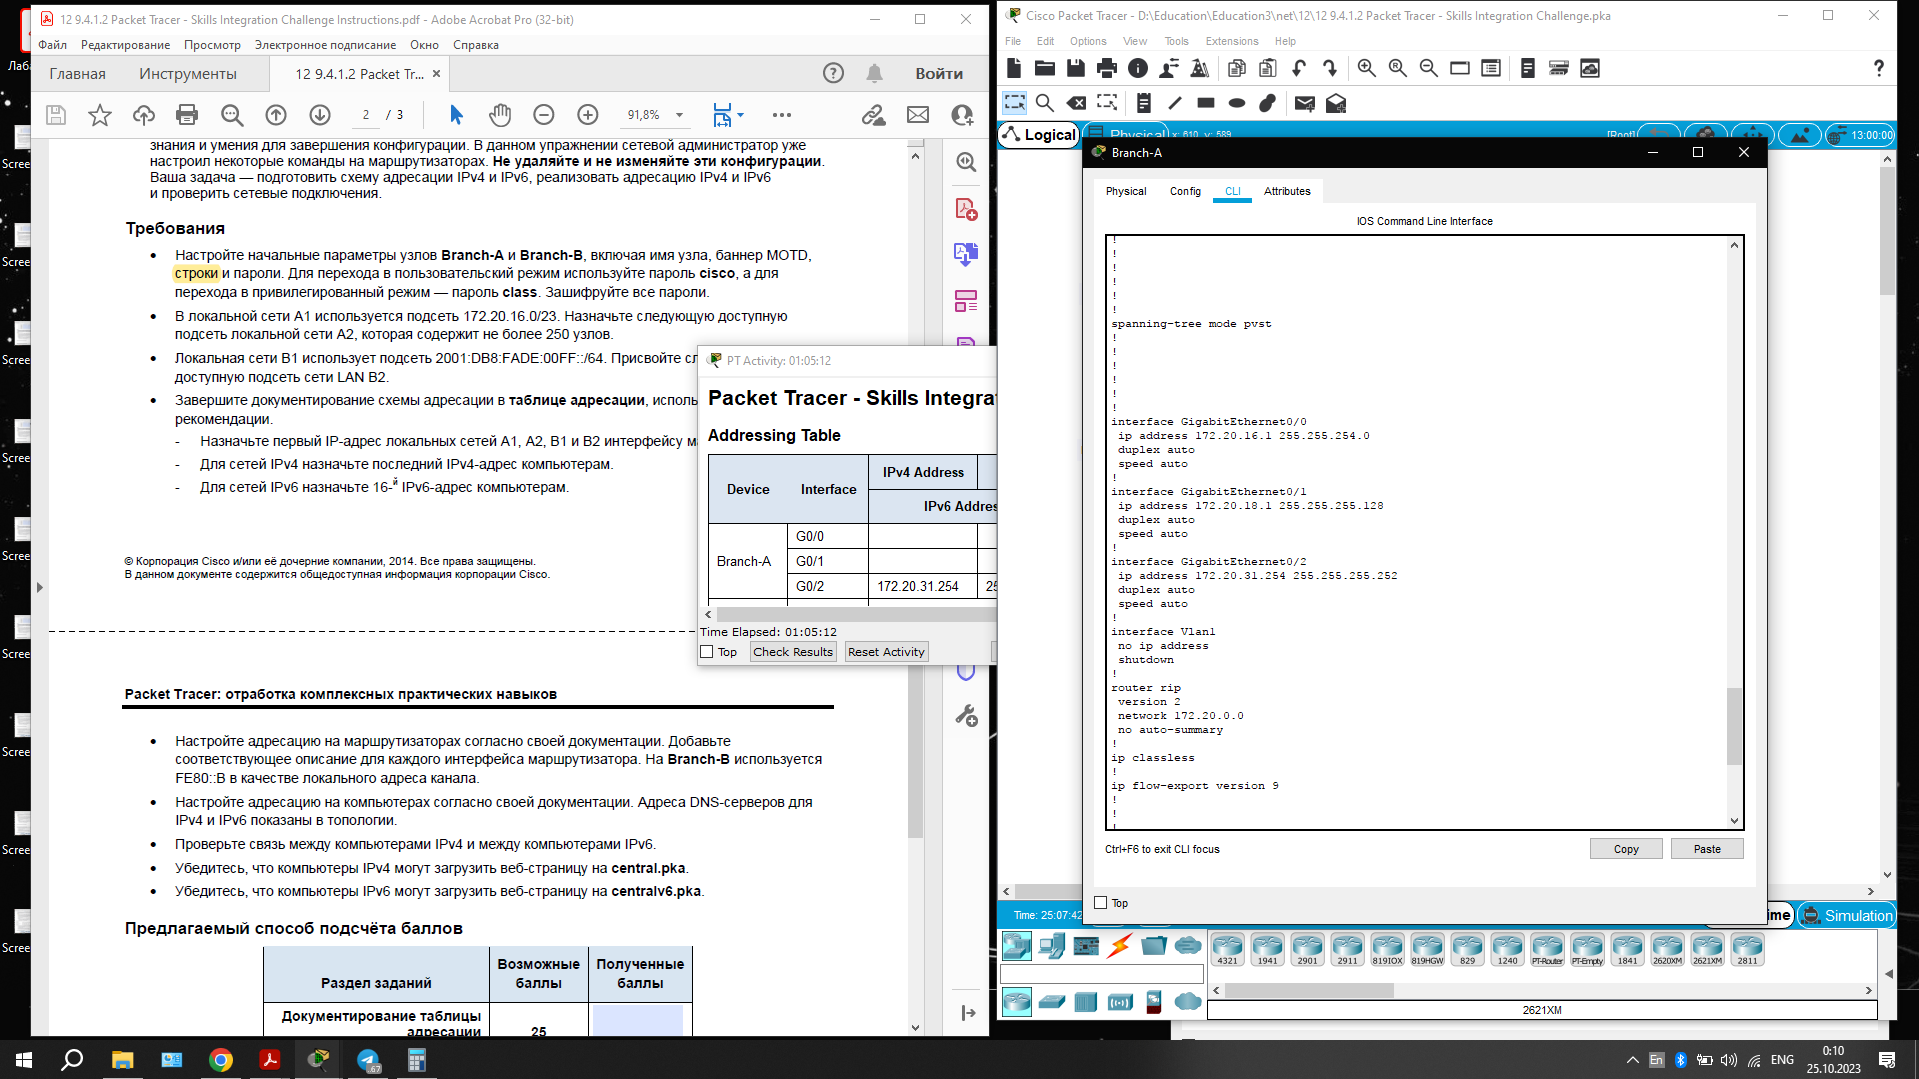 12 9.4.1.2 Packet Tracer - Skills Integration Challenge Instructions.pdf - Adobe Acrobat Pro (32-bit)
Файл Редактирование Просмотр Электронное подписание Окно Справка
Главная Инструменты 12 9.4.1.2 Packet Tr... × Войти
2 / 3 91,8%
знания и умения для завершения конфигурации. В данном упражнении сетевой администратор уже
настроил некоторые команды на маршрутизаторах. Не удаляйте и не изменяйте эти конфигурации.
Ваша задача — подготовить схему адресации IPv4 и IPv6, реализовать адресацию IPv4 и IPv6
и проверить сетевые подключения.
Требования
• Настройте начальные параметры узлов Branch-A и Branch-B, включая имя узла, баннер MOTD,
строки и пароли. Для перехода в пользовательский режим используйте пароль cisco, а для
перехода в привилегированный режим — пароль class. Зашифруйте все пароли.
• В локальной сети A1 используется подсеть 172.20.16.0/23. Назначьте следующую доступную
подсеть локальной сети A2, которая содержит не более 250 узлов.
• Локальная сети B1 использует подсеть 2001:DB8:FADE:00FF::/64. Присвойте сл
доступную подсеть сети LAN B2.
• Завершите документирование схемы адресации в таблице адресации, исполь
рекомендации.
- Назначьте первый IP-адрес локальных сетей A1, A2, B1 и B2 интерфейсу м
- Для сетей IPv4 назначьте последний IPv4-адрес компьютерам.
- Для сетей IPv6 назначьте 16-й IPv6-адрес компьютерам.
© Корпорация Cisco и/или её дочерние компании, 2014. Все права защищены.
В данном документе содержится общедоступная информация корпорации Cisco.
Packet Tracer: отработка комплексных практических навыков
• Настройте адресацию на маршрутизаторах согласно своей документации. Добавьте
соответствующее описание для каждого интерфейса маршрутизатора. На Branch-B используется
FE80::B в качестве локального адреса канала.
• Настройте адресацию на компьютерах согласно своей документации. Адреса DNS-серверов для
IPv4 и IPv6 показаны в топологии.
• Проверьте связь между компьютерами IPv4 и между компьютерами IPv6.
• Убедитесь, что компьютеры IPv4 могут загрузить веб-страницу на central.pka.
• Убедитесь, что компьютеры IPv6 могут загрузить веб-страницу на centralv6.pka.
Предлагаемый способ подсчёта баллов
Раздел заданий Возможные баллы Полученные баллы
Документирование таблицы
адресации 25
PT Activity: 01:05:12
Packet Tracer - Skills Integra
Addressing Table
Device Interface IPv4 Address
IPv6 Addre
Branch-A G0/0
G0/1
G0/2 172.20.31.254 25
Time Elapsed: 01:05:12
Top Check Results Reset Activity
Cisco Packet Tracer - D:\Education\Education3\net\12\12 9.4.1.2 Packet Tracer - Skills Integration Challenge.pka
File Edit Options View Tools Extensions Help
Logical Physical x: 610, y: 589 [Root] 13:00:00
Branch-A
Physical Config CLI Attributes
IOS Command Line Interface
!
!
!
!
!
!
spanning-tree mode pvst
!
!
!
!
!
!
interface GigabitEthernet0/0
ip address 172.20.16.1 255.255.254.0
duplex auto
speed auto
!
interface GigabitEthernet0/1
ip address 172.20.18.1 255.255.255.128
duplex auto
speed auto
!
interface GigabitEthernet0/2
ip address 172.20.31.254 255.255.255.252
duplex auto
speed auto
!
interface Vlan1
no ip address
shutdown
!
router rip
version 2
network 172.20.0.0
no auto-summary
!
ip classless
!
ip flow-export version 9
!
!
!
Ctrl+F6 to exit CLI focus Copy Paste
Top
Time: 25:07:42 ime Simulation
4321 1941 2901 2911 819IOX 819HGW 829 1240 PT-Router PT-Empty 1841 2620XM 2621XM 2811
2621XM
Лаба
Scree
Scree
Scree
Scree
Scree
Scree
Scree
Scree
Scree
67
En ENG 0:10
25.10.2023